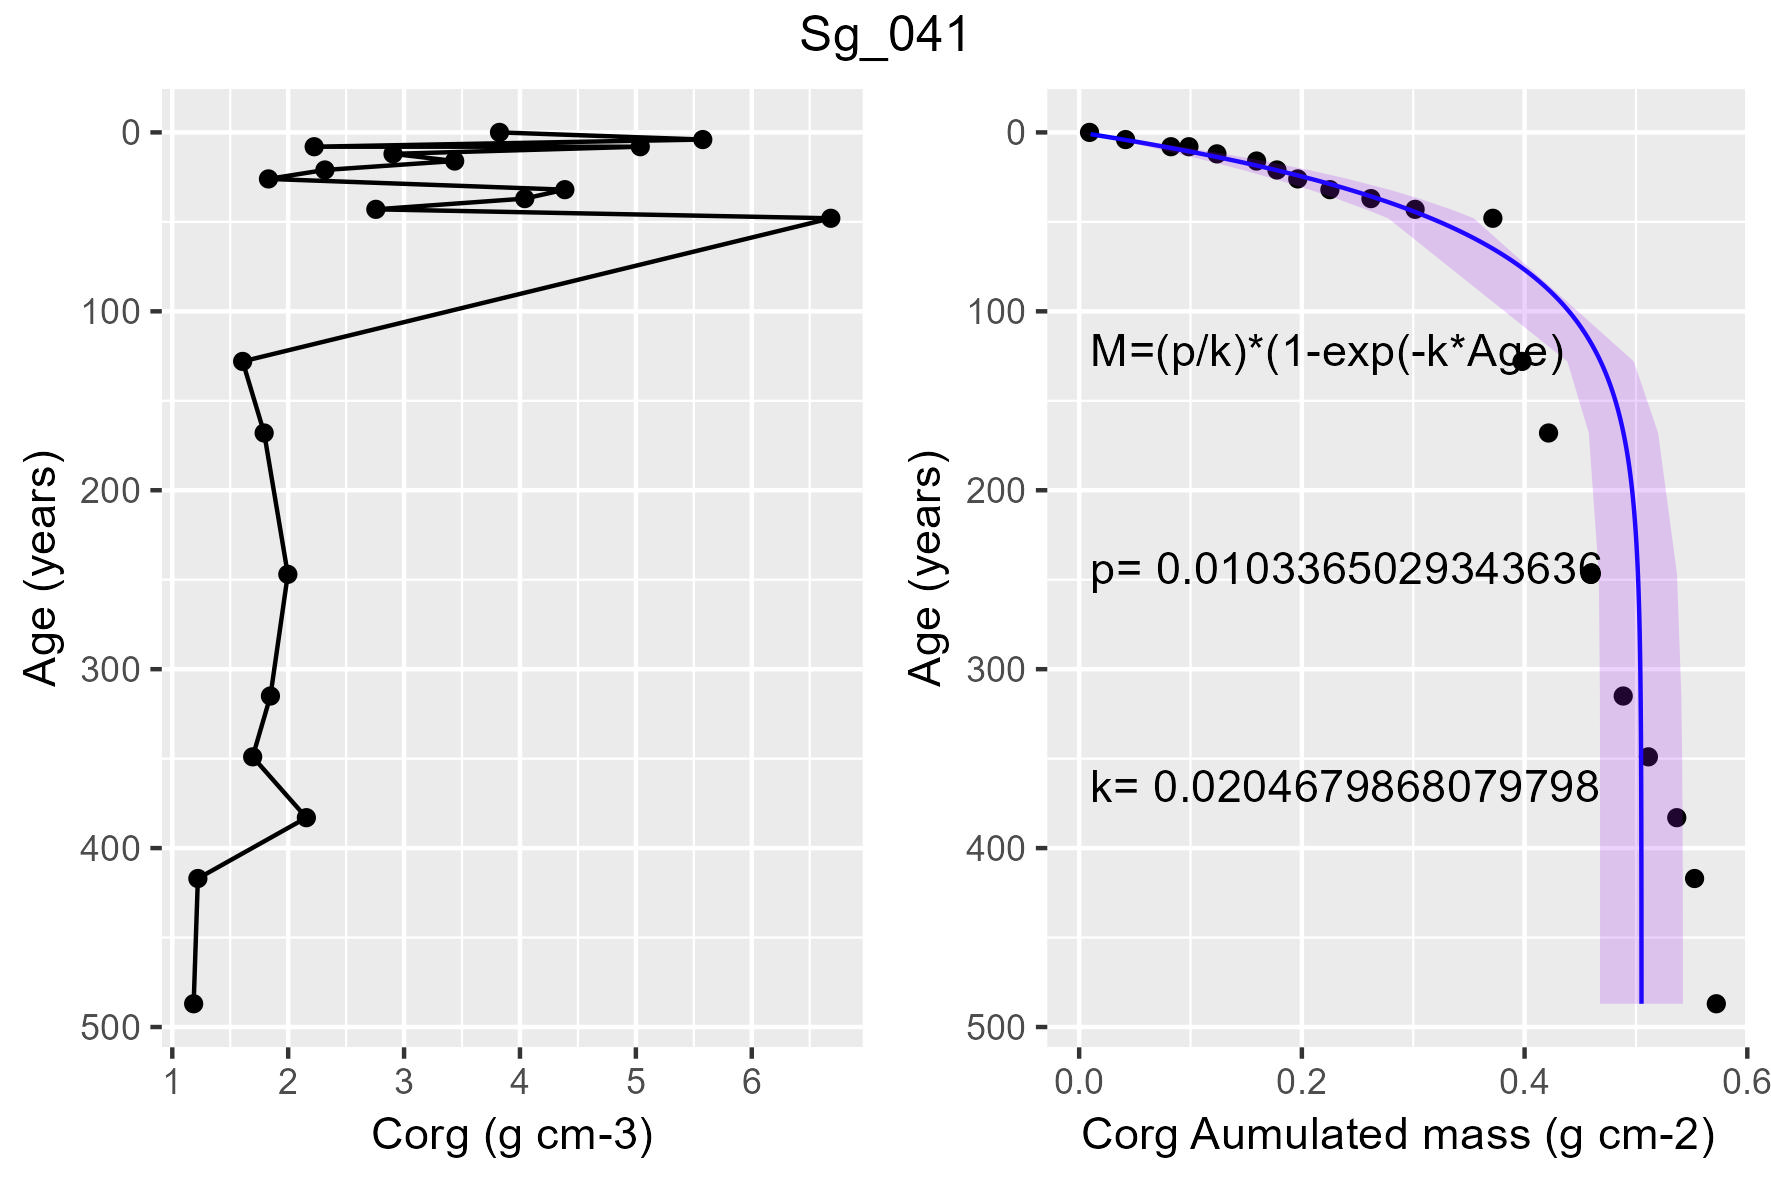 Sg_041
0
100
200
300
400
500
Age (years)
1 2 3 4 5 6
Corg (g cm-3)
0
100
200
300
400
500
Age (years)
M=(p/k)*(1-exp(-k*Age)
p= 0.0103365029343636
k= 0.0204679868079798
0.0 0.2 0.4 0.6
Corg Aumulated mass (g cm-2)